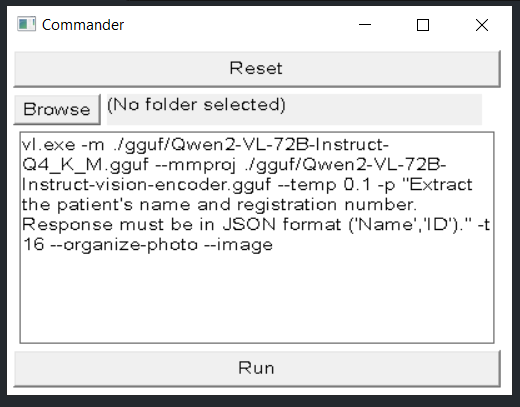 Commander
Reset
Browse
(No folder selected)
vl.exe -m ./gguf/Qwen2-VL-72B-Instruct-
Q4_K_M.gguf --mmproj ./gguf/Qwen2-VL-72B-
Instruct-vision-encoder.gguf --temp 0.1 -p "Extract
the patient's name and registration number.
Response must be in JSON format ('Name','ID')." -t
16 --organize-photo --image
Run